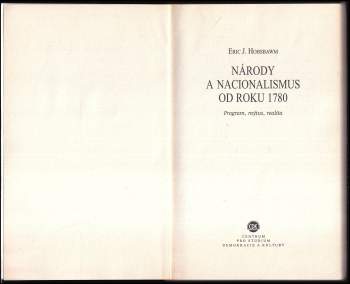 ERIC J. HOBSBAWM
NÁRODY
A NACIONALISMUS
OD ROKU 1780
Program, mýtus, realita
CENTRUM
PRO STUDIUM
DEMOKRACIE A KULTURY